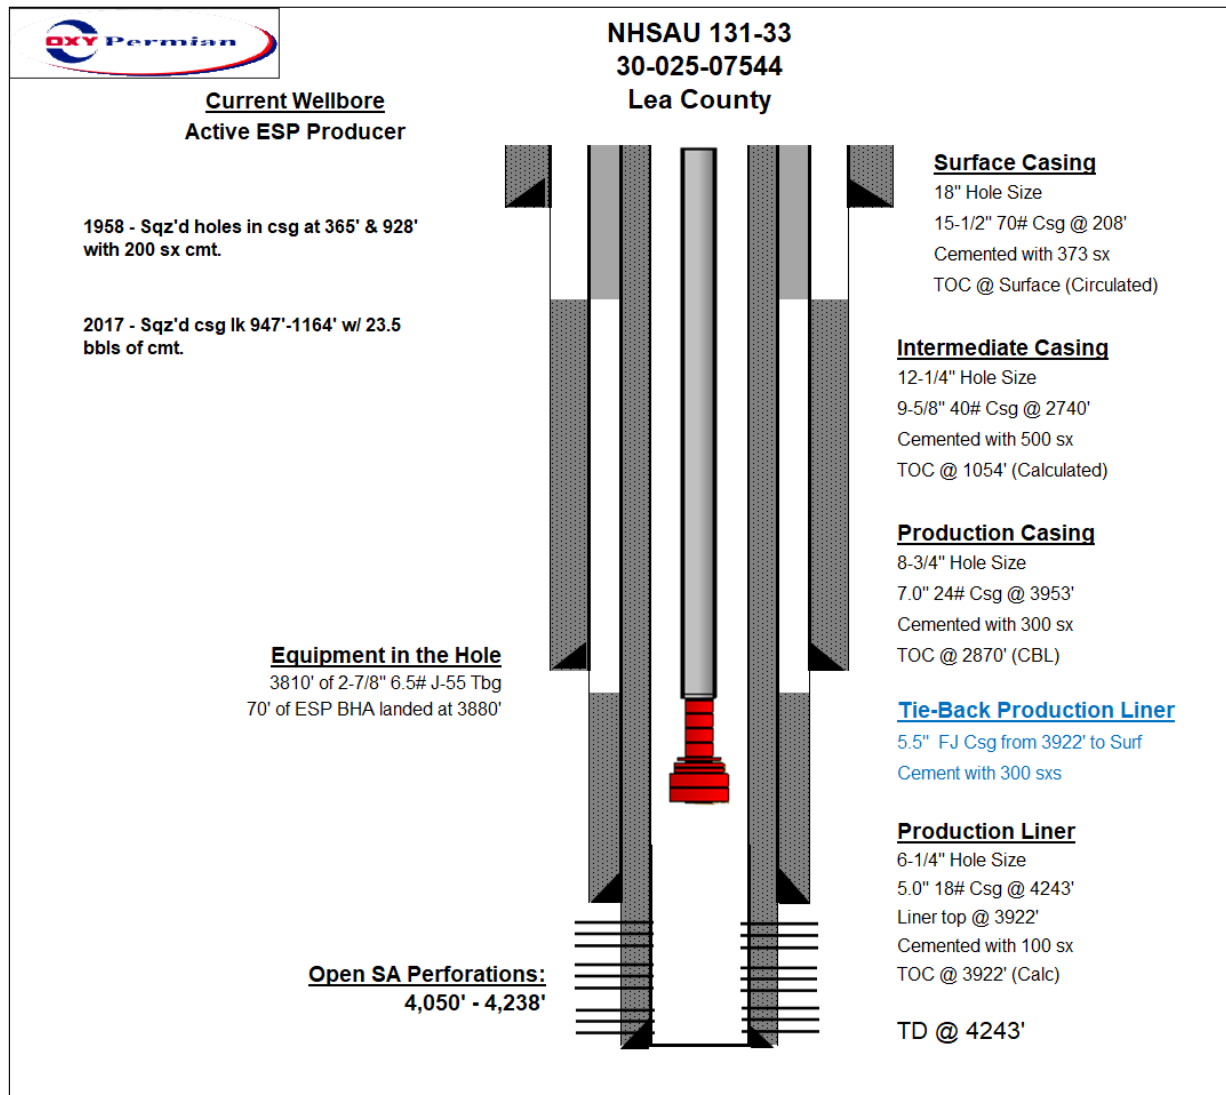 OXY Permian
NHSAU 131-33
30-025-07544
Lea County
Current Wellbore
Active ESP Producer
1958 - Sqz'd holes in csg at 365' & 928'
with 200 sx cmt.
2017 - Sqz'd csg lk 947'-1164' w/ 23.5
bbls of cmt.
Equipment in the Hole
3810' of 2-7/8" 6.5# J-55 Tbg
70' of ESP BHA landed at 3880'
Open SA Perforations:
4,050' - 4,238'
Surface Casing
18" Hole Size
15-1/2" 70# Csg @ 208'
Cemented with 373 sx
TOC @ Surface (Circulated)
Intermediate Casing
12-1/4" Hole Size
9-5/8" 40# Csg @ 2740'
Cemented with 500 sx
TOC @ 1054' (Calculated)
Production Casing
8-3/4" Hole Size
7.0" 24# Csg @ 3953'
Cemented with 300 sx
TOC @ 2870' (CBL)
Tie-Back Production Liner
5.5"  FJ Csg from 3922' to Surf
Cement with 300 sxs
Production Liner
6-1/4" Hole Size
5.0" 18# Csg @ 4243'
Liner top @ 3922'
Cemented with 100 sx
TOC @ 3922' (Calc)
TD @ 4243'